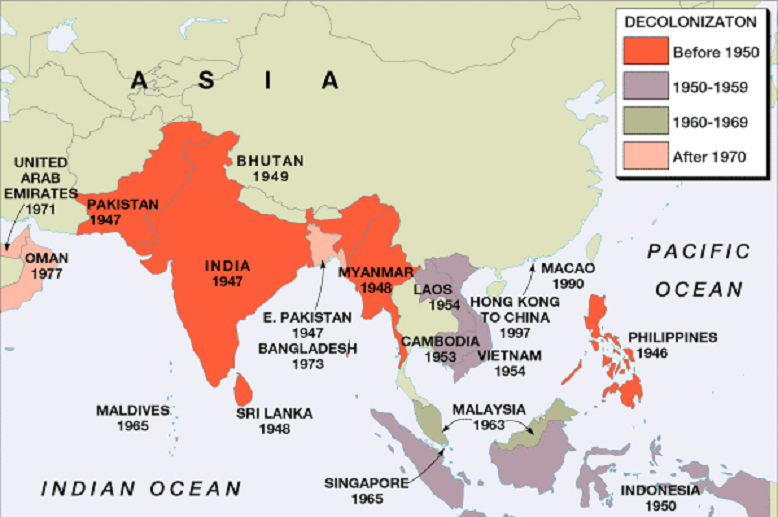 DECOLONIZATON
Before 1950
1950-1959
1960-1969
After 1970
A S I A
UNITED
ARAB
EMIRATES
1971
BHUTAN
1949
PAKISTAN
1947
OMAN
1977
INDIA
1947
MYANMAR
1948
E. PAKISTAN
1947
BANGLADESH
1973
LAOS
1954
HONG KONG
TO CHINA
1997
MACAO
1990
PACIFIC
OCEAN
CAMBODIA
1953
VIETNAM
1954
PHILIPPINES
1946
MALDIVES
1965
SRI LANKA
1948
MALAYSIA
1963
SINGAPORE
1965
INDONESIA
1950
INDIAN OCEAN